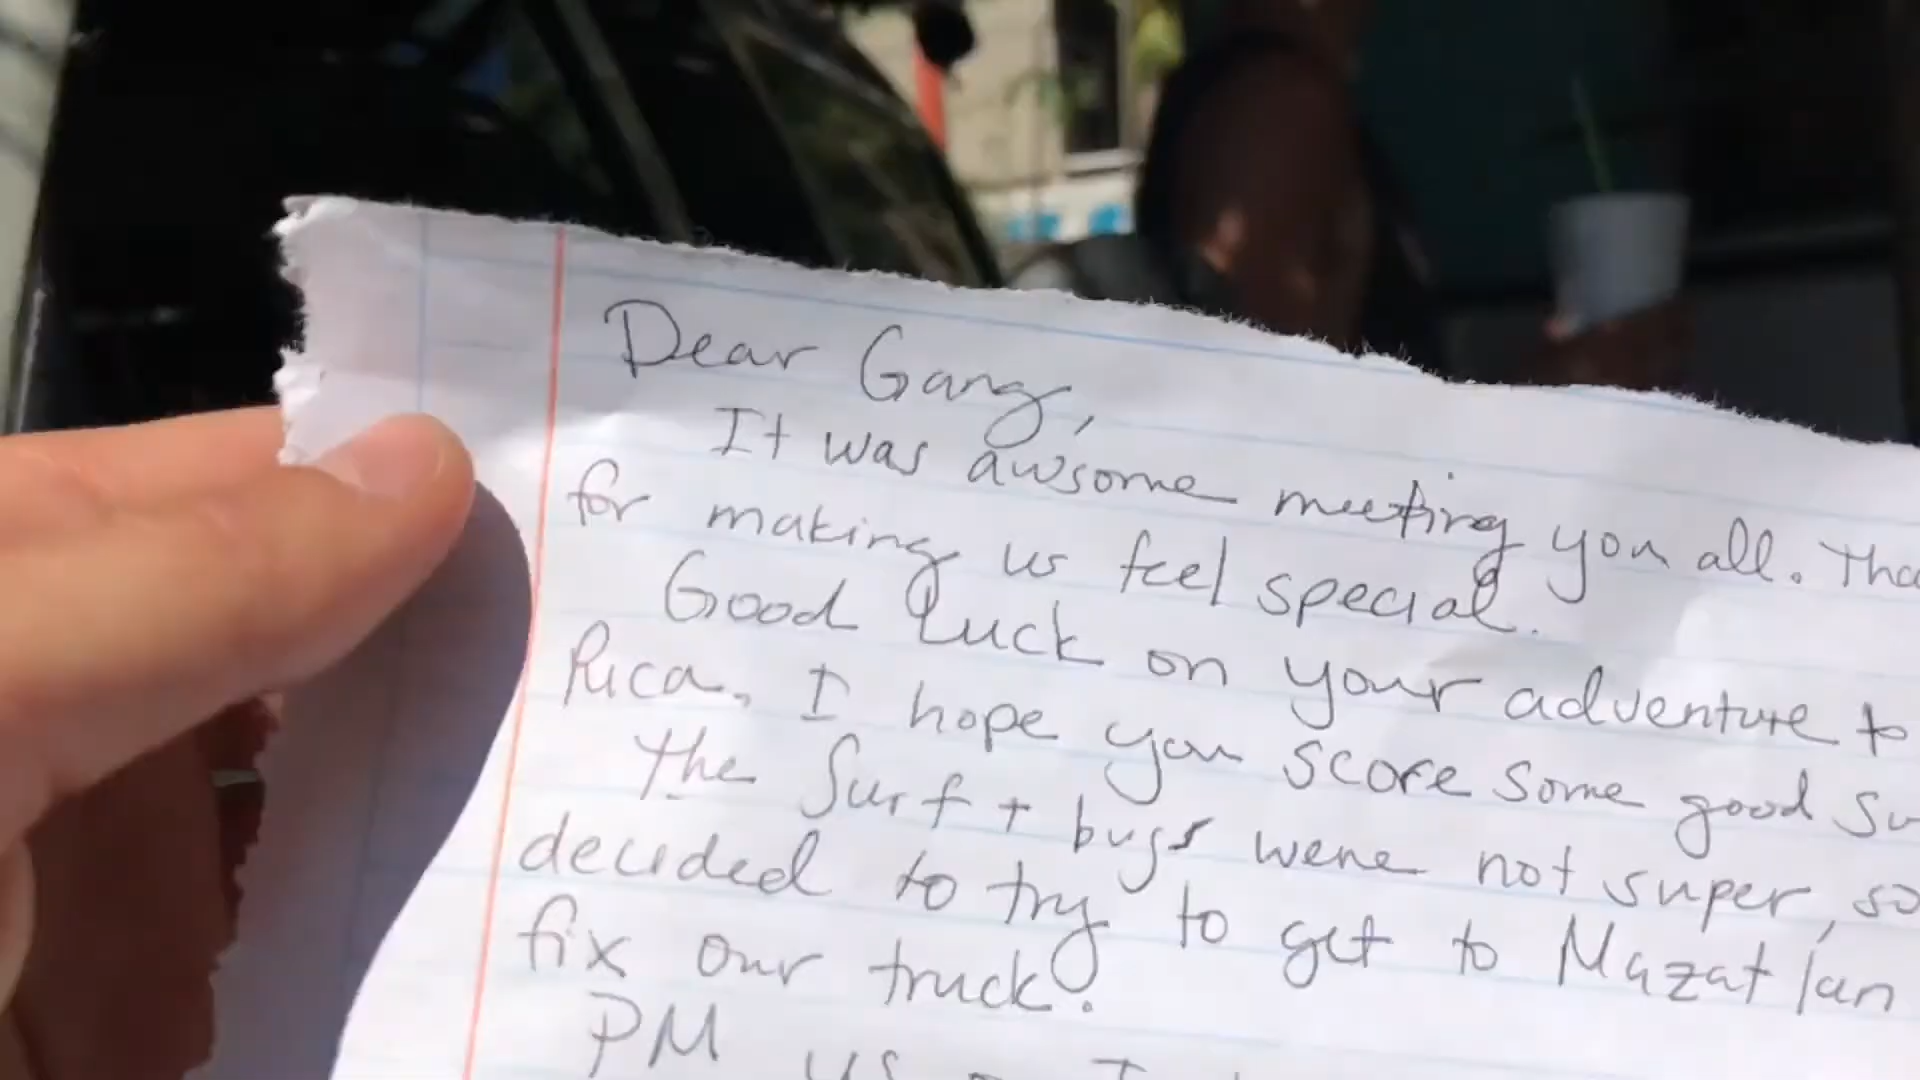 Dear Gang,
It was awsome meeting you all. Tha
for making us feel special.
Good Luck on your adventure to
Rica. I hope you score some good su
The Surf + bugs were not super, so
decided to try to get to Mazatlan
fix our truck.
PM us